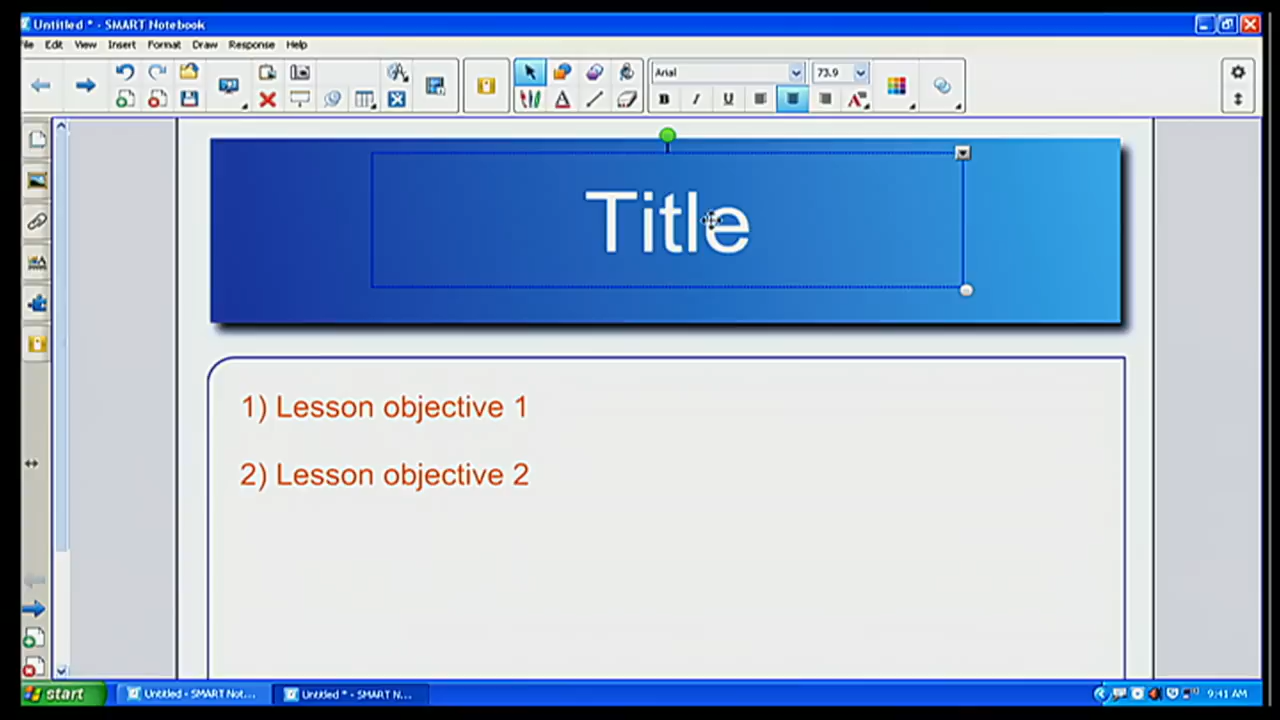 Untitled * - SMART Notebook
ile Edit View Insert Format Draw Response Help
Arial 73.9
B I U
Title
1) Lesson objective 1
2) Lesson objective 2
start Untitled - SMART Not... Untitled * - SMART N... 9:41 AM